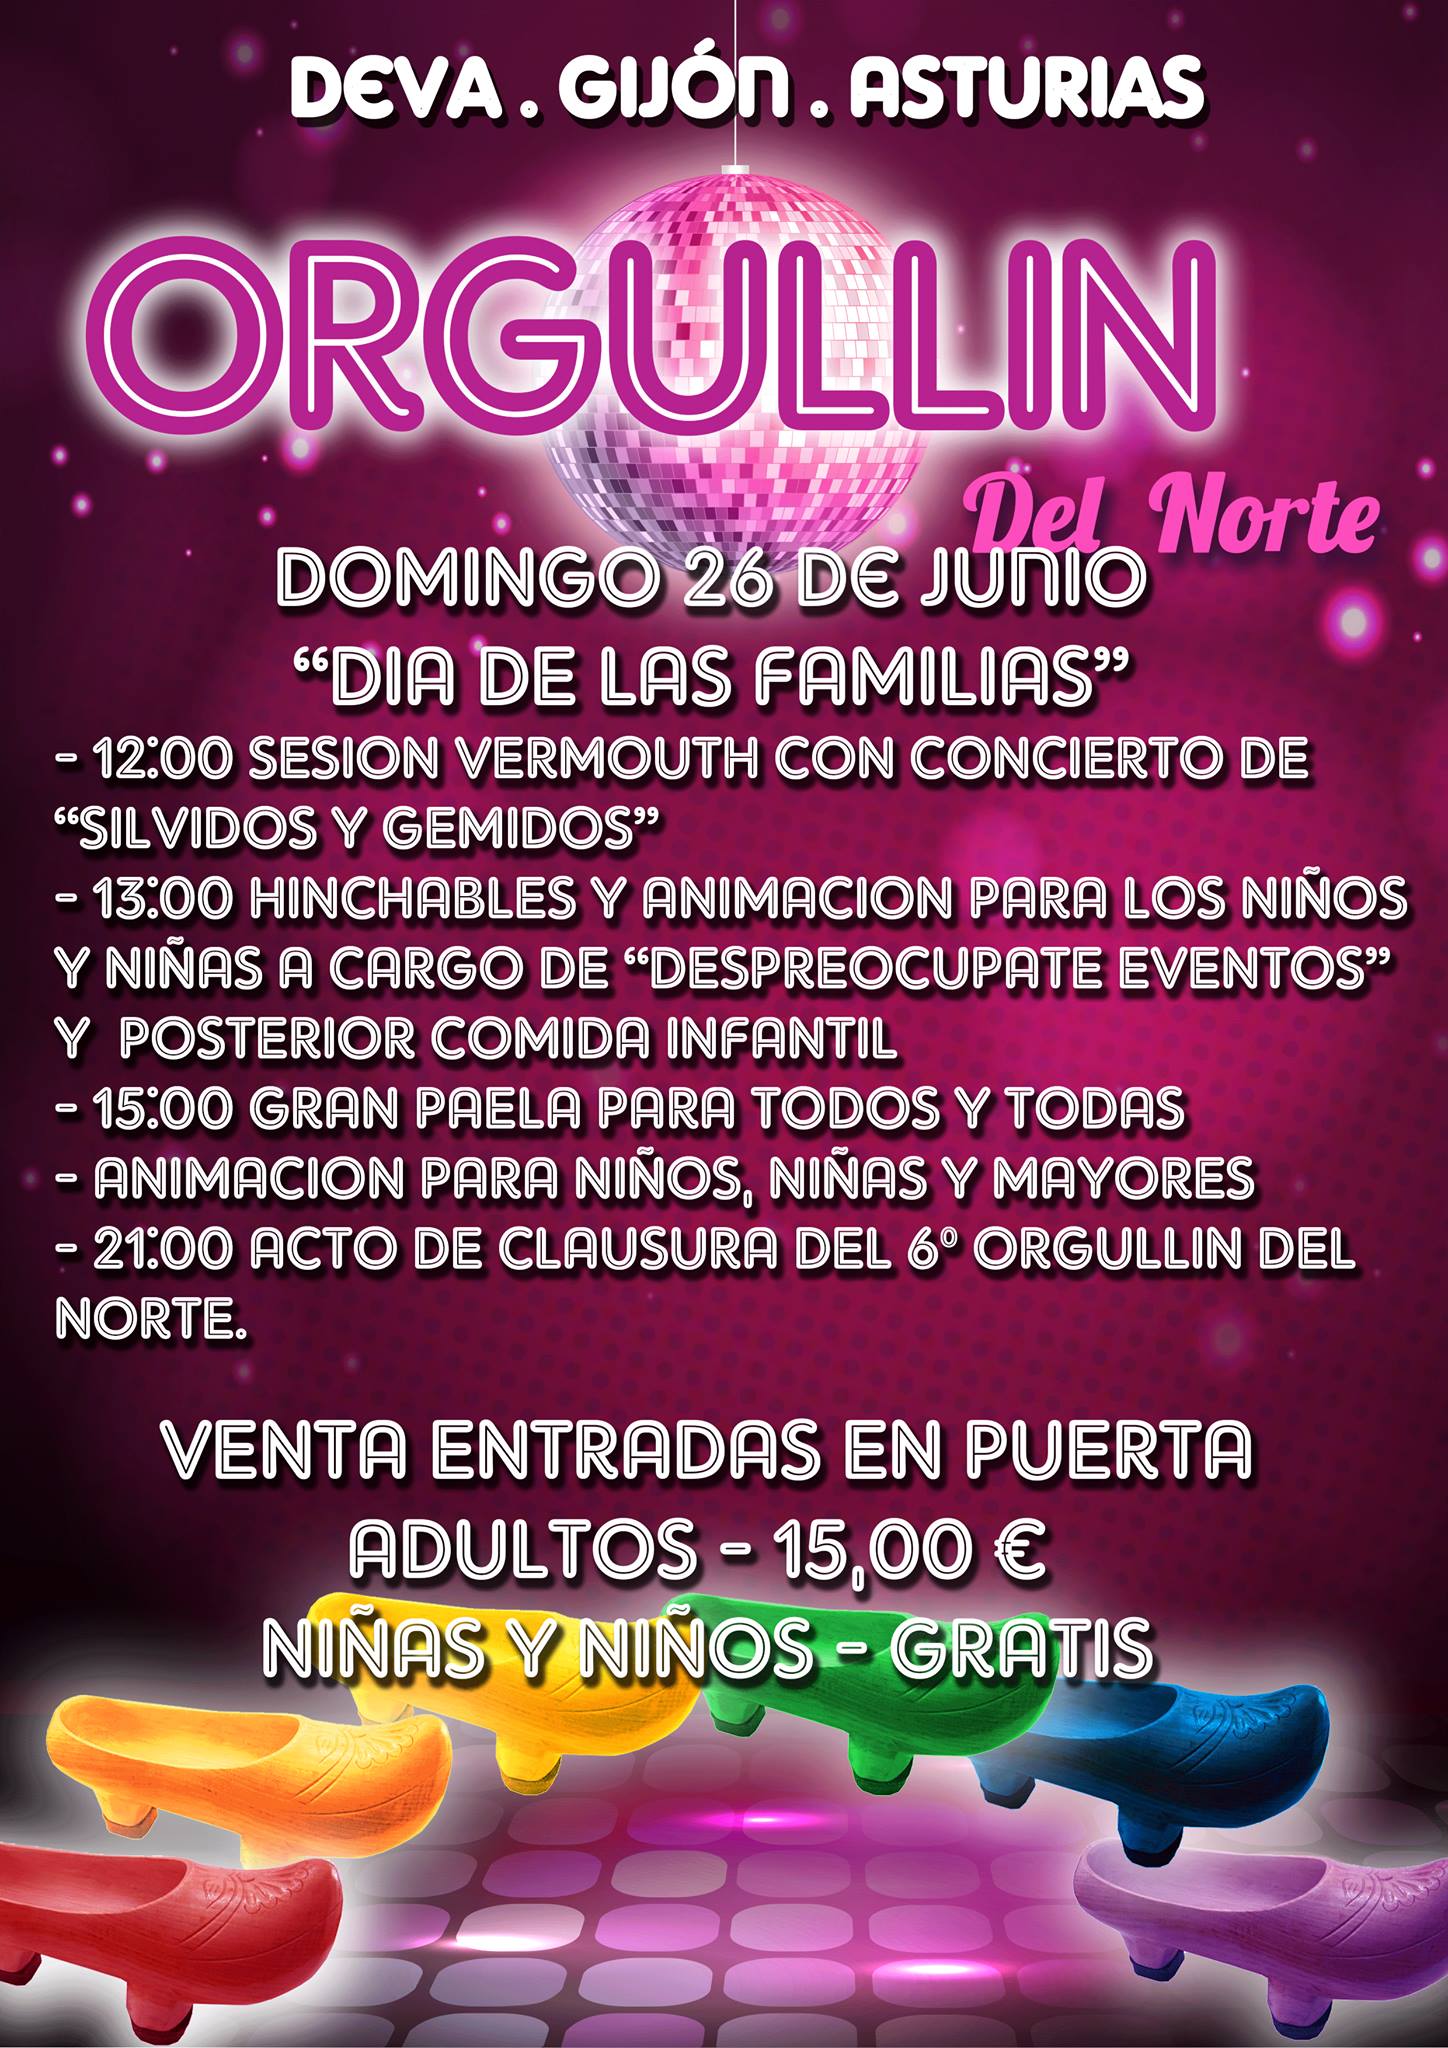 DEVA . GIJÓN . ASTURIAS
ORGULLIN
Del Norte
DOMINGO 26 DE JUNIO
“DIA DE LAS FAMILIAS”
- 12:00 SESION VERMOUTH CON CONCIERTO DE
“SILVIDOS Y GEMIDOS”
- 13:00 HINCHABLES Y ANIMACION PARA LOS NIÑOS
Y NIÑAS A CARGO DE “DESPREOCUPATE EVENTOS”
Y POSTERIOR COMIDA INFANTIL
- 15:00 GRAN PAELA PARA TODOS Y TODAS
- ANIMACION PARA NIÑOS, NIÑAS Y MAYORES
- 21:00 ACTO DE CLAUSURA DEL 6º ORGULLIN DEL
NORTE.
VENTA ENTRADAS EN PUERTA
ADULTOS - 15,00 €
NIÑAS Y NIÑOS - GRATIS